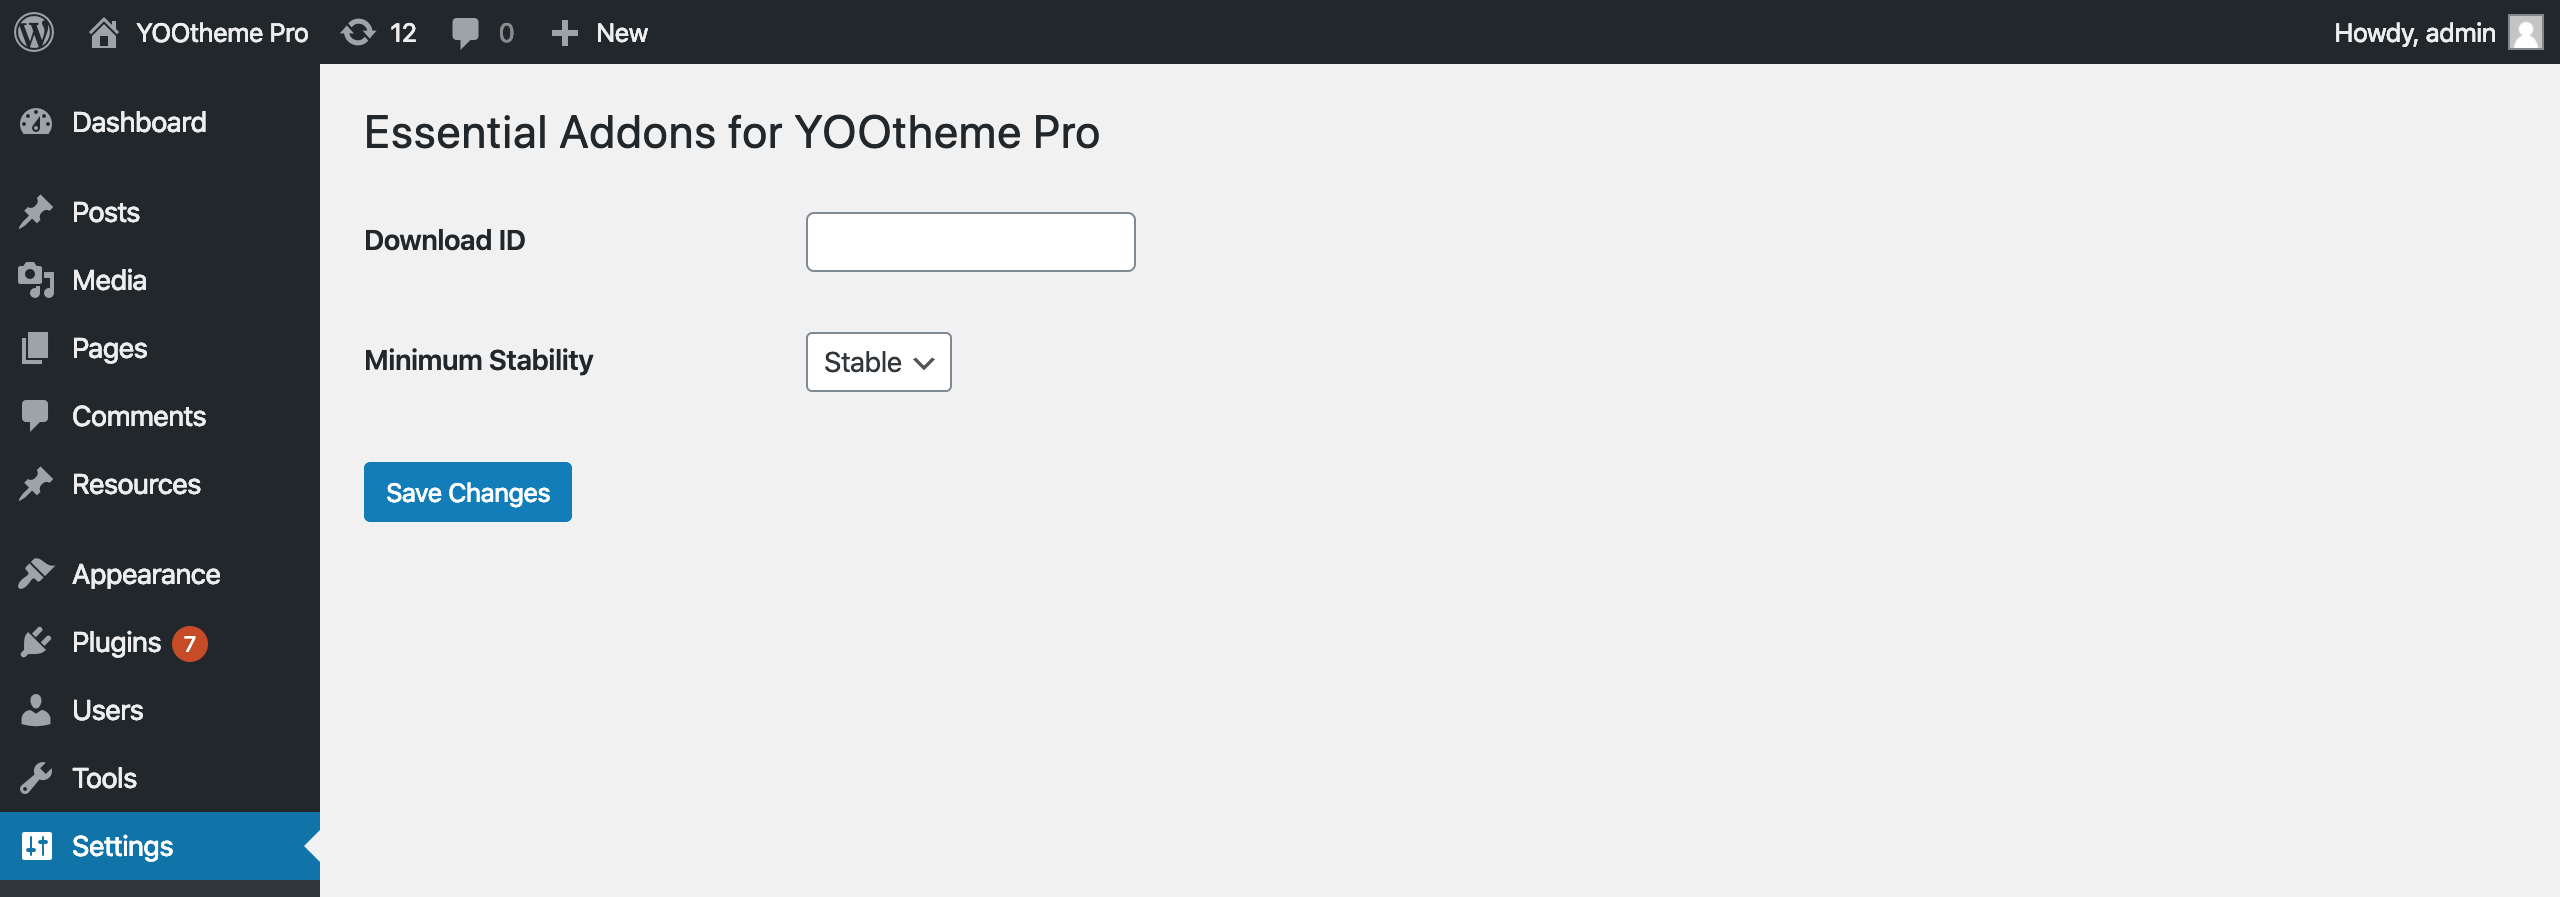 YOOtheme Pro 12 0 New Howdy, admin
Dashboard
Posts
Media
Pages
Comments
Resources
Appearance
Plugins 7
Users
Tools
Settings
Essential Addons for YOOtheme Pro
Download ID
Minimum Stability Stable
Save Changes